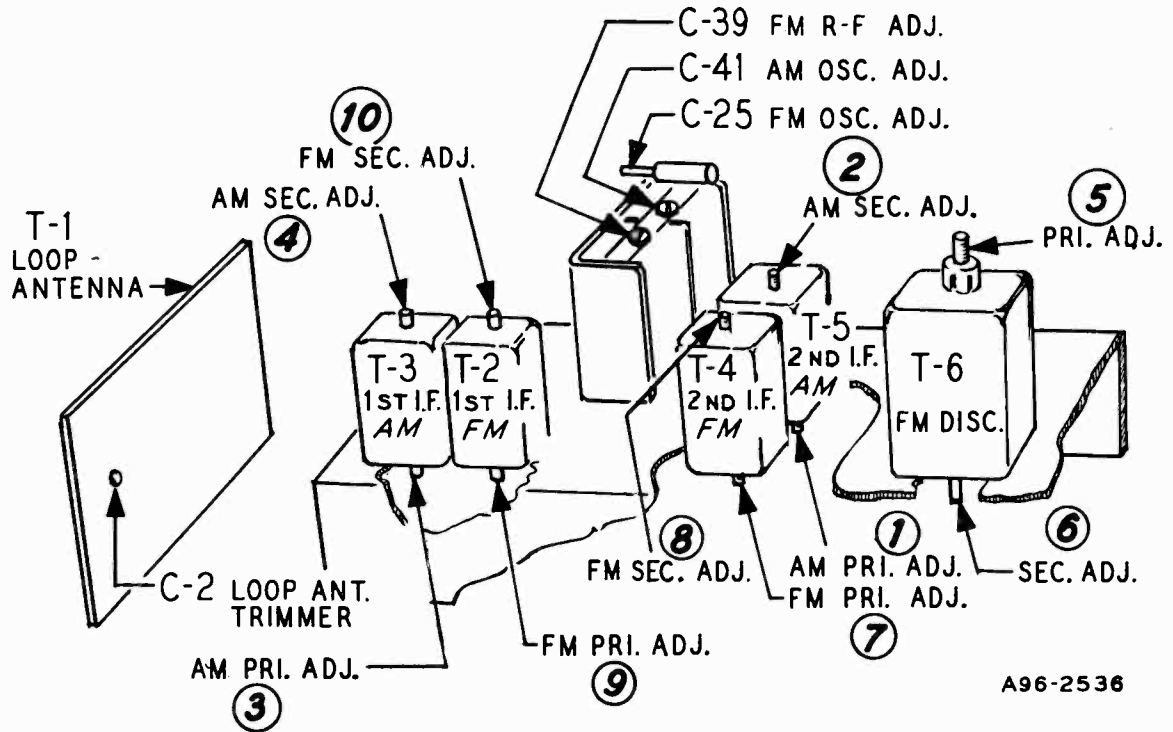 C-39 FM R-F ADJ.
C-41 AM OSC. ADJ.
C-25 FM OSC. ADJ.
10
FM SEC. ADJ.
AM SEC. ADJ.
4
2
AM SEC. ADJ.
5
PRI. ADJ.
T-1
LOOP -
ANTENNA
T-3
1ST I.F.
AM
T-2
1ST I.F.
FM
T-4
2ND I.F.
FM
T-5
2ND I.F.
AM
T-6
FM DISC.
8
FM SEC. ADJ.
1
AM PRI. ADJ.
FM PRI. ADJ.
7
6
SEC. ADJ.
C-2 LOOP ANT.
TRIMMER
AM PRI. ADJ.
3
FM PRI. ADJ.
9
A96-2536